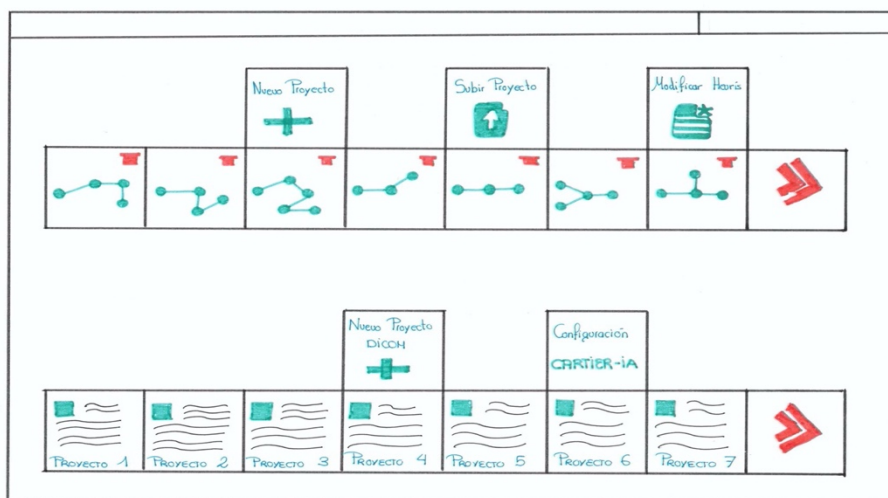 Nuevo Proyecto
Subir Proyecto
Modificar Havris
Nuevo Proyecto
DICOM
Configuración
CARTIER-iA
PROYECTO 1
PROYECTO 2
PROYECTO 3
PROYECTO 4
PROYECTO 5
PROYECTO 6
PROYECTO 7